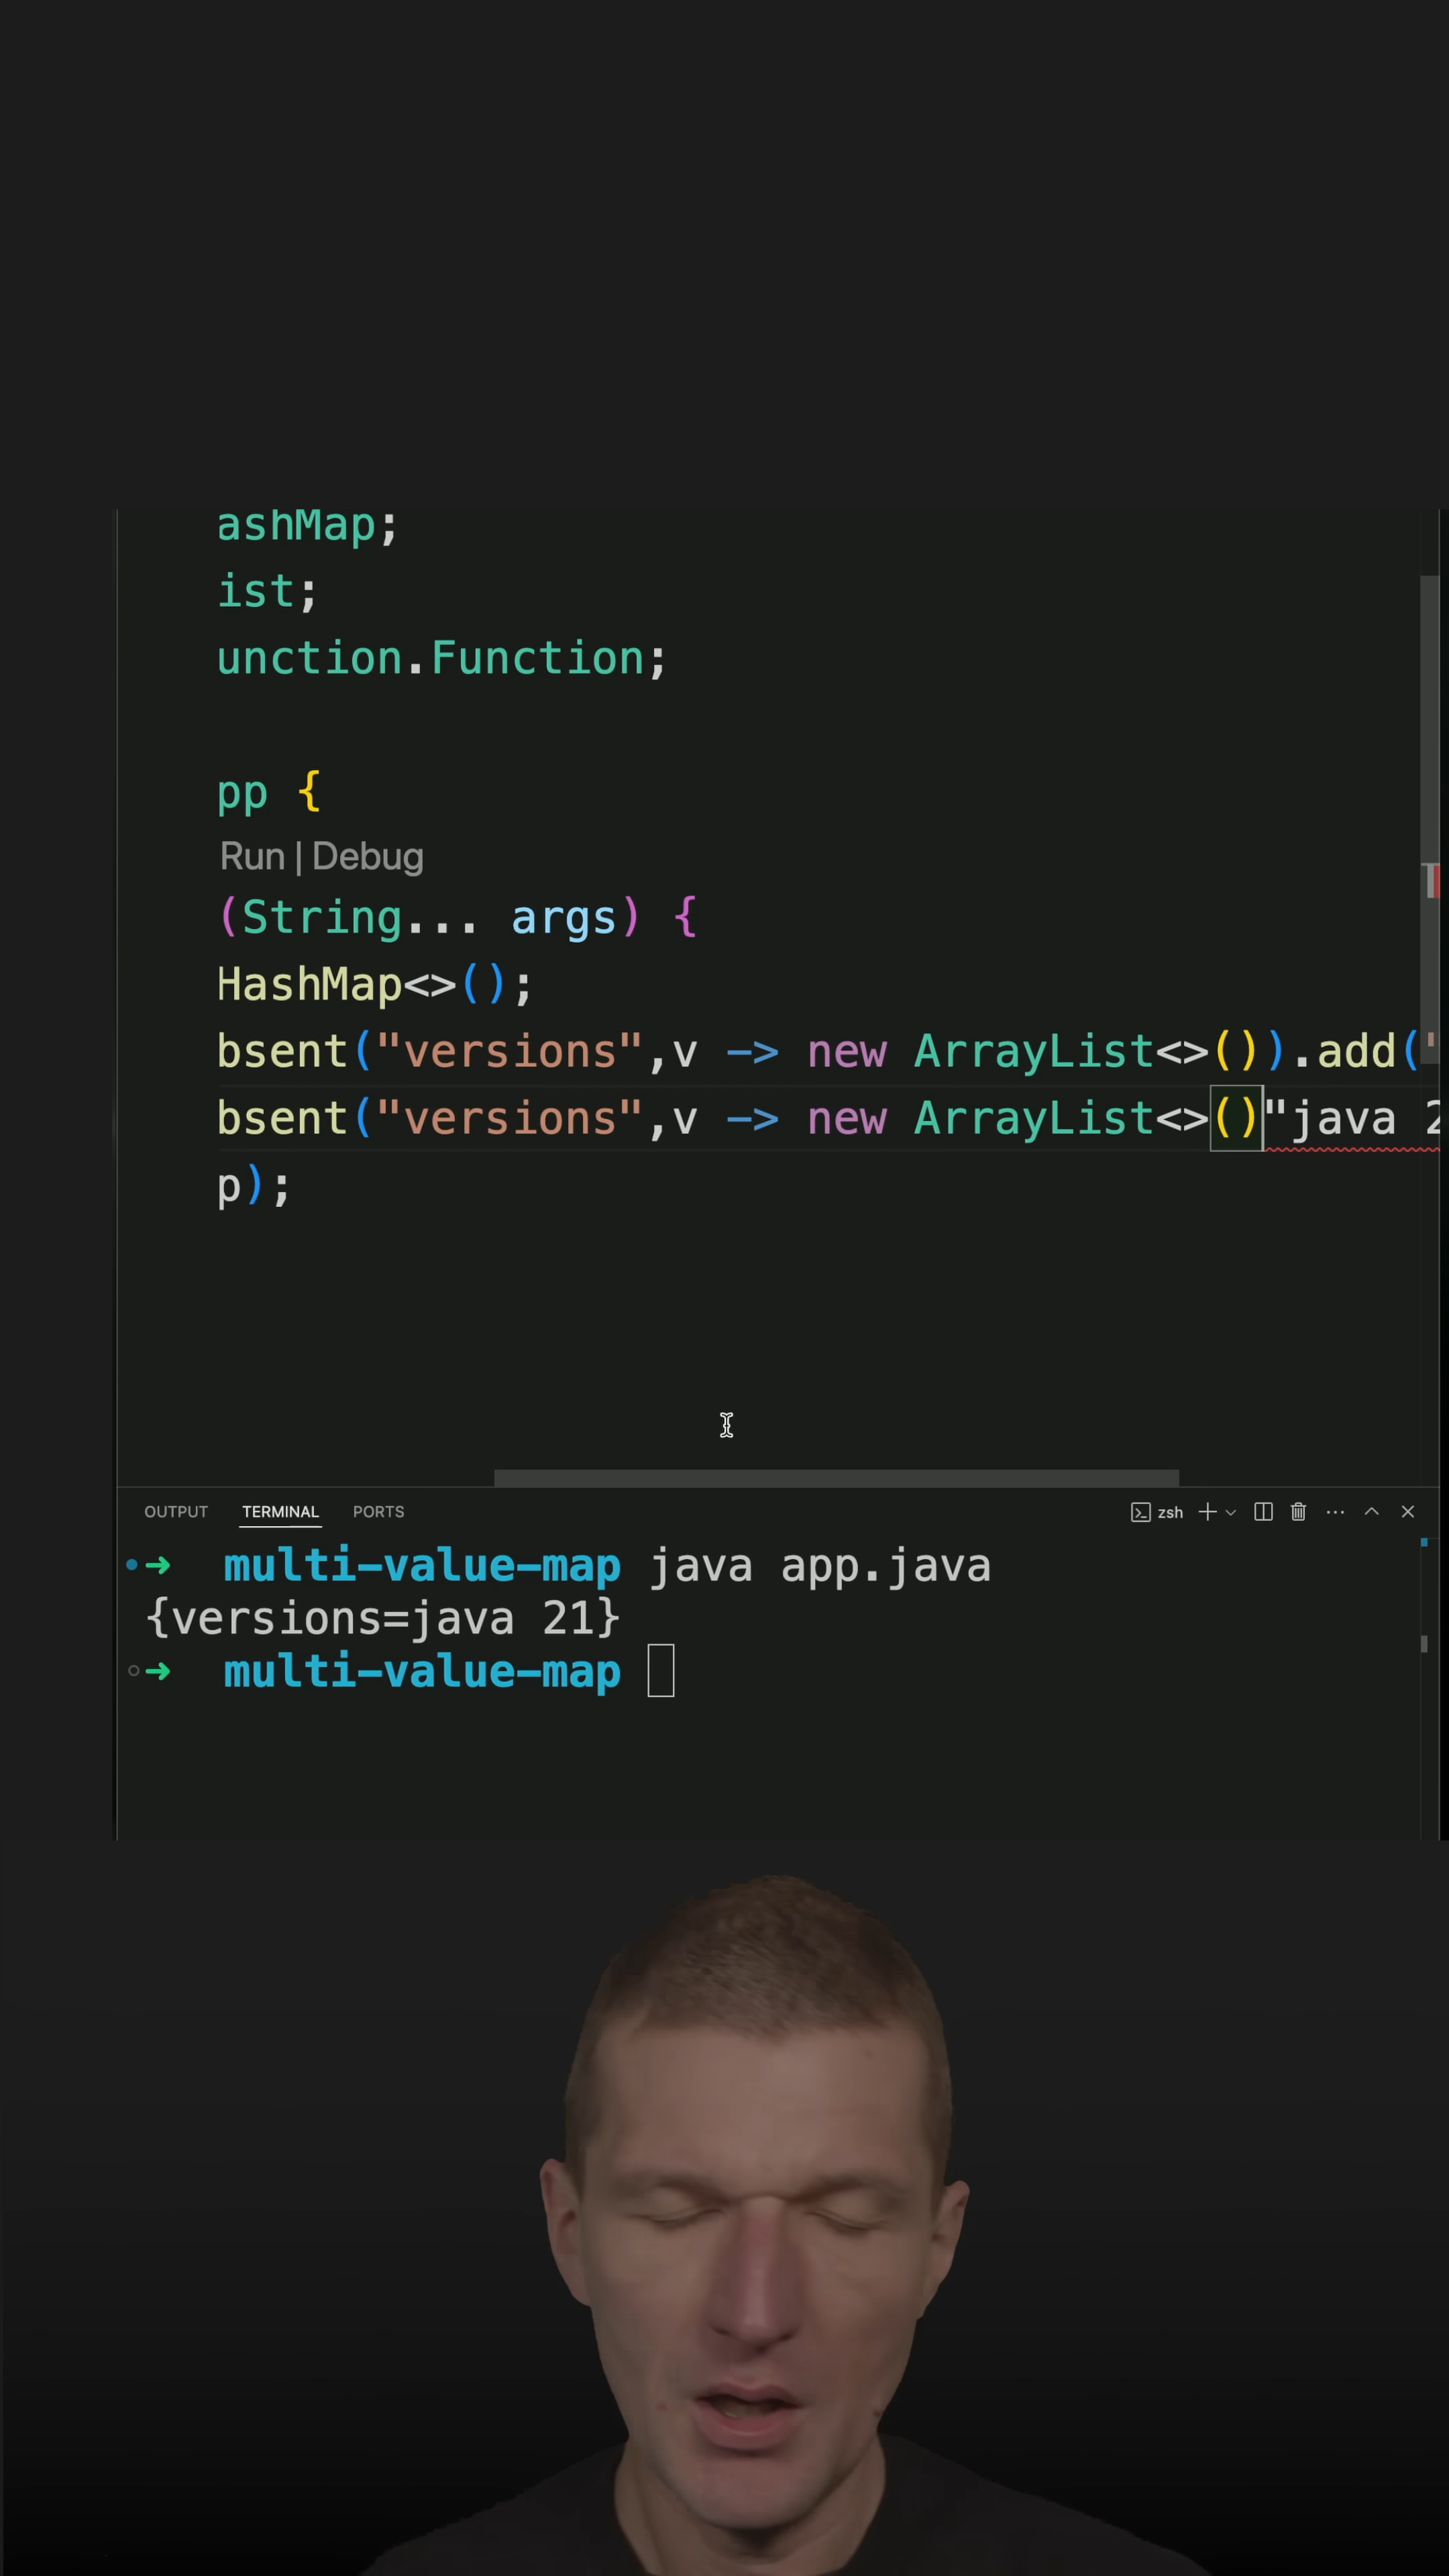 ashMap;
ist;
unction.Function;
pp {
Run | Debug
(String... args) {
HashMap<>();
bsent("versions",v -> new ArrayList<>()).add("
bsent("versions",v -> new ArrayList<>()"java 2
p);
OUTPUT TERMINAL PORTS zsh
➜ multi-value-map java app.java
{versions=java 21}
➜ multi-value-map